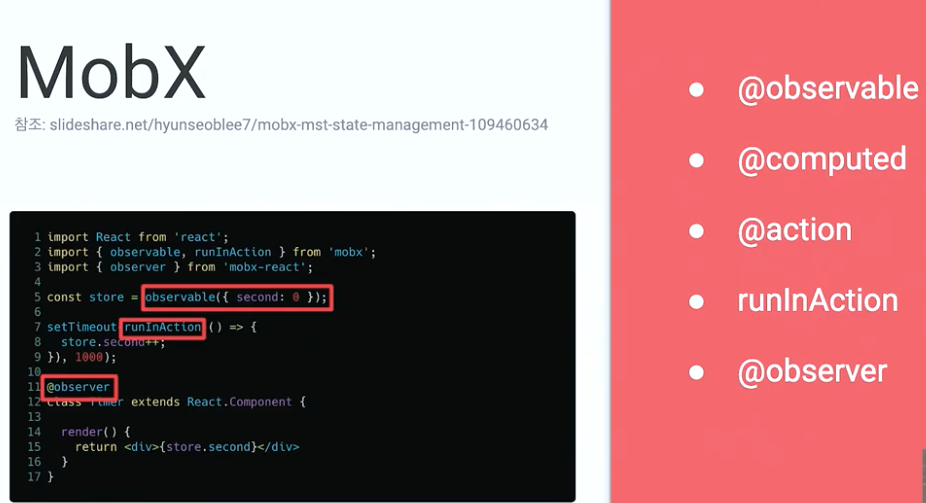 MobX
참조: slideshare.net/hyunseoblee7/mobx-mst-state-management-109460634
1 import React from 'react';
2 import { observable, runInAction } from 'mobx';
3 import { observer } from 'mobx-react';
4
5 const store = observable({ second: 0 });
6
7 setTimeout runInAction () => {
8 store.second++;
9 }), 1000);
10
11 @observer
12 class Timer extends React.Component {
13
14 render() {
15 return <div>{store.second}</div>
16 }
17 }
• @observable
• @computed
• @action
• runInAction
• @observer